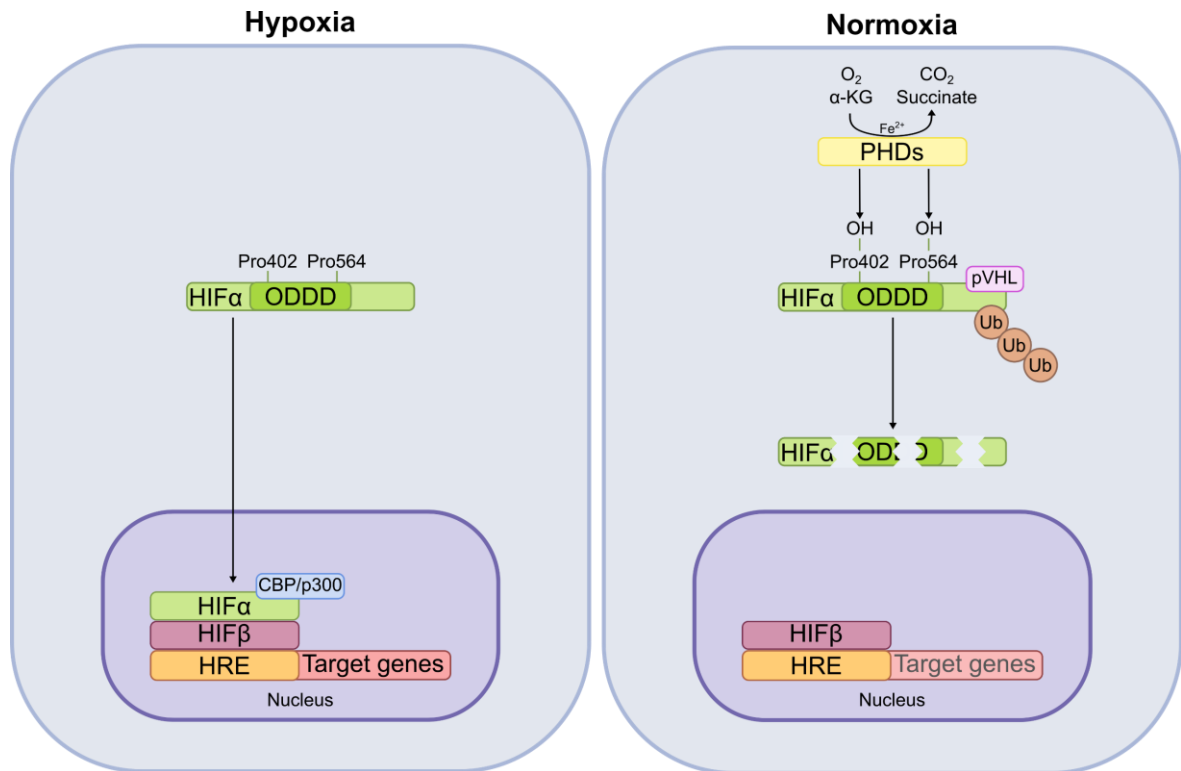 Hypoxia
Pro402 Pro564
HIFα ODDD
CBP/p300
HIFα
HIFβ
HRE Target genes
Nucleus
Normoxia
O₂ CO₂
α-KG Succinate
Fe²⁺
PHDs
OH OH
Pro402 Pro564
pVHL
HIFα ODDD
Ub
Ub
Ub
HIFα ODDD
HIFβ
HRE Target genes
Nucleus